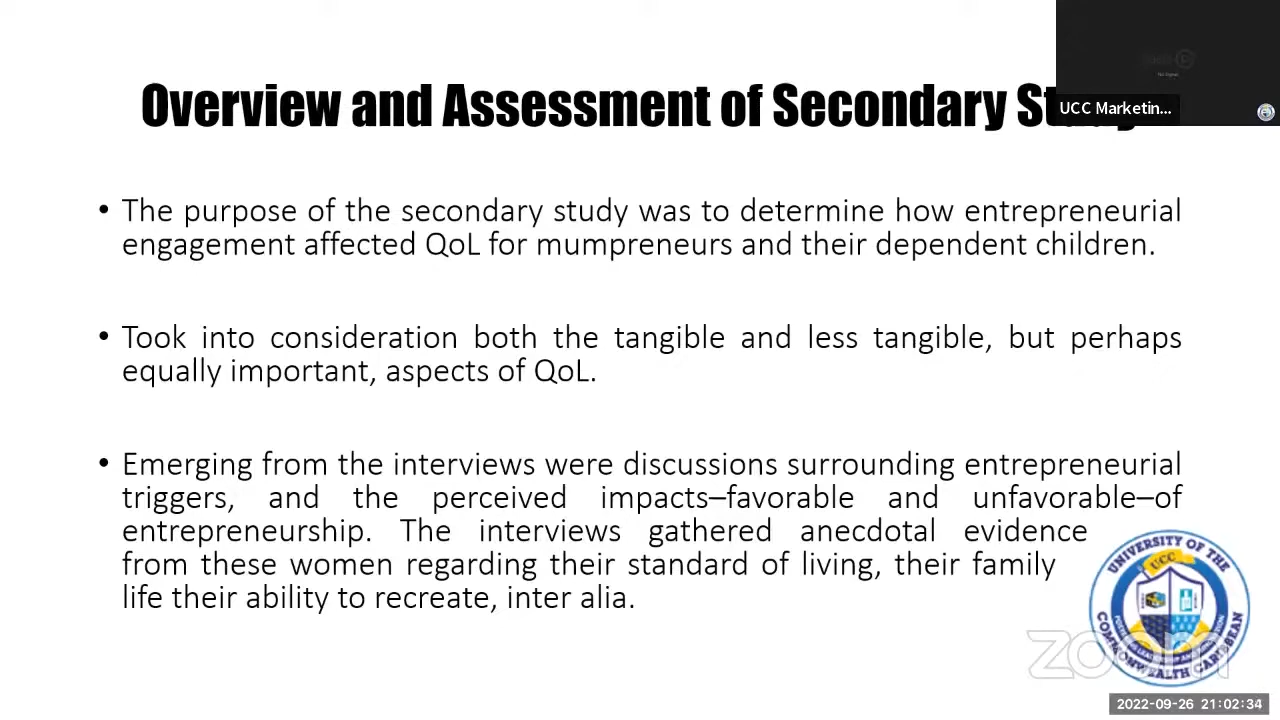 Overview and Assessment of Secondary Study
UCC Marketin...
• The purpose of the secondary study was to determine how entrepreneurial
engagement affected QoL for mumpreneurs and their dependent children.
• Took into consideration both the tangible and less tangible, but perhaps
equally important, aspects of QoL.
• Emerging from the interviews were discussions surrounding entrepreneurial
triggers, and the perceived impacts–favorable and unfavorable–of
entrepreneurship. The interviews gathered anecdotal evidence
from these women regarding their standard of living, their family
life their ability to recreate, inter alia.
UNIVERSITY OF THE
UCC
COMMONWEALTH CARIBBEAN
zoom
2022-09-26 21:02:34